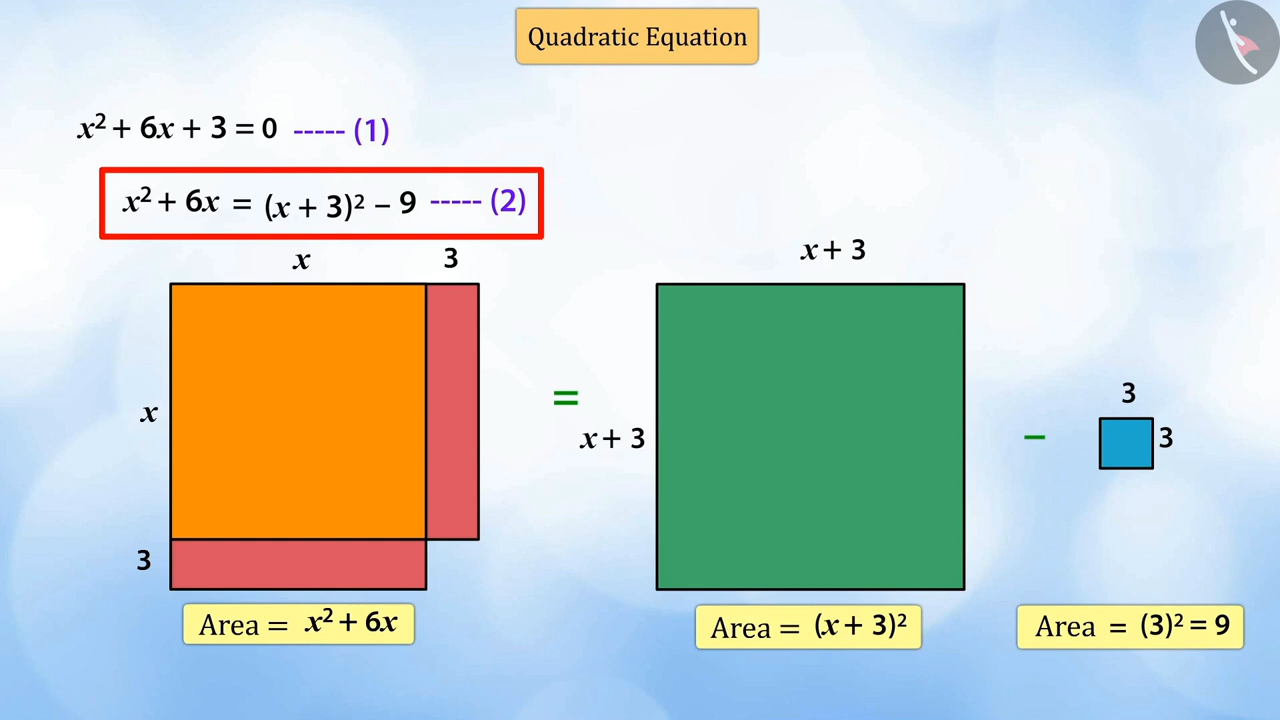 Quadratic Equation
x² + 6x + 3 = 0 ----- (1)
x² + 6x = (x + 3)² − 9 ----- (2)
x 3
x
3
Area = x² + 6x
=
x + 3
x + 3
Area = (x + 3)²
−
3
3
Area = (3)² = 9